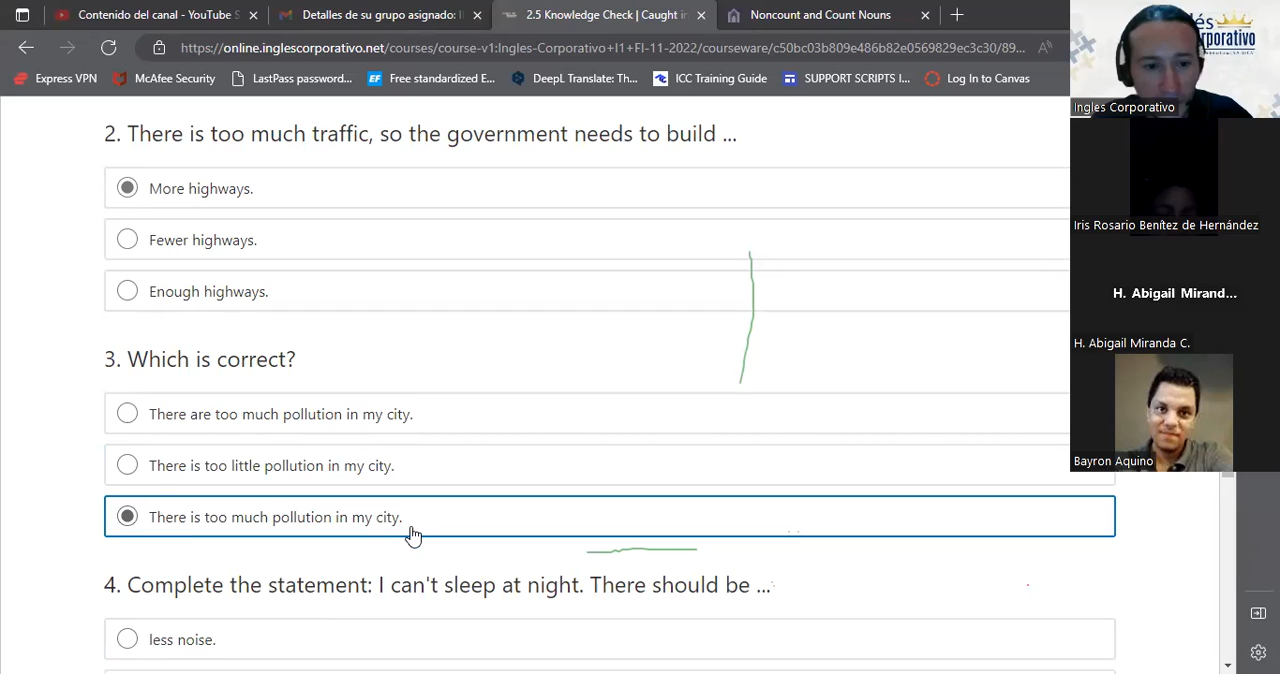 Contenido del canal - YouTube S
Detalles de su grupo asignado: I
2.5 Knowledge Check | Caught in
Noncount and Count Nouns
https://online.inglescorporativo.net/courses/course-v1:Ingles-Corporativo+I1+FI-11-2022/courseware/c50bc03b809e486b82e0569829ec3c30/89...
Express VPN
McAfee Security
LastPass password...
Free standardized E...
DeepL Translate: Th...
ICC Training Guide
SUPPORT SCRIPTS I...
Log In to Canvas
2. There is too much traffic, so the government needs to build ...
More highways.
Fewer highways.
Enough highways.
3. Which is correct?
There are too much pollution in my city.
There is too little pollution in my city.
There is too much pollution in my city.
4. Complete the statement: I can't sleep at night. There should be ...
less noise.
Ingles Corporativo
Iris Rosario Benítez de Hernández
H. Abigail Mirand...
H. Abigail Miranda C.
Bayron Aquino